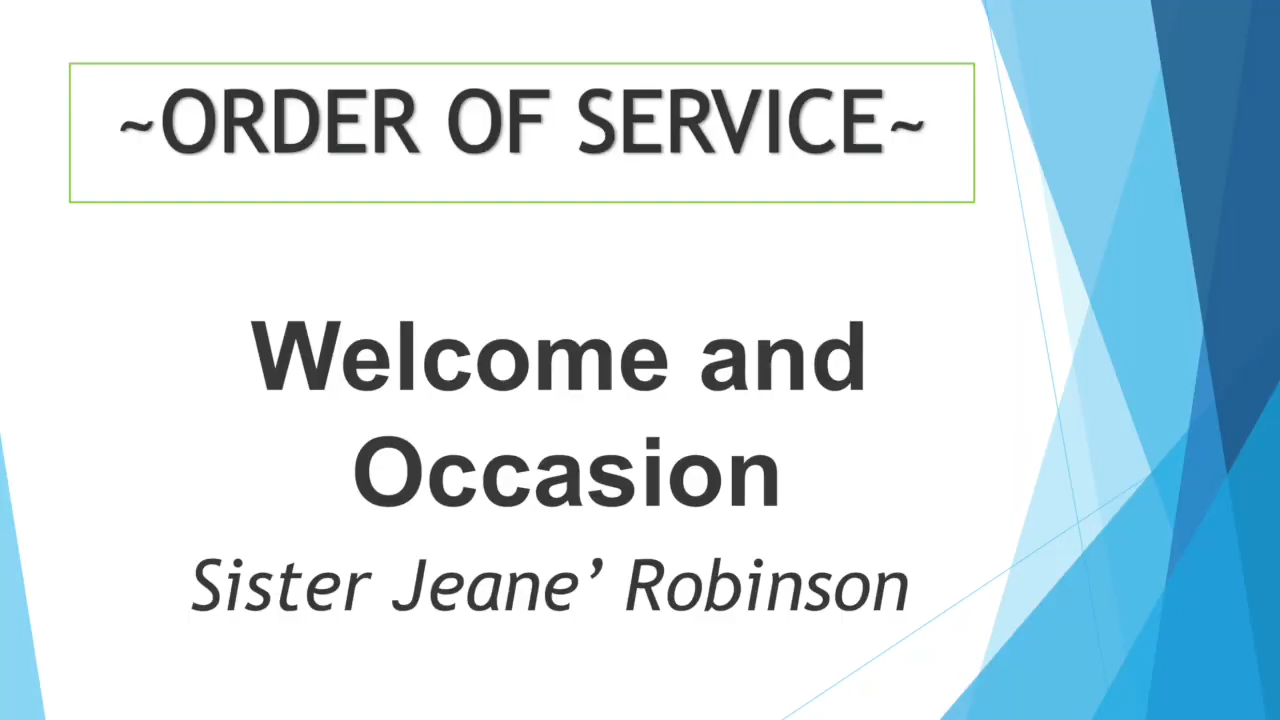 ~ORDER OF SERVICE~
Welcome and
Occasion
Sister Jeane’ Robinson